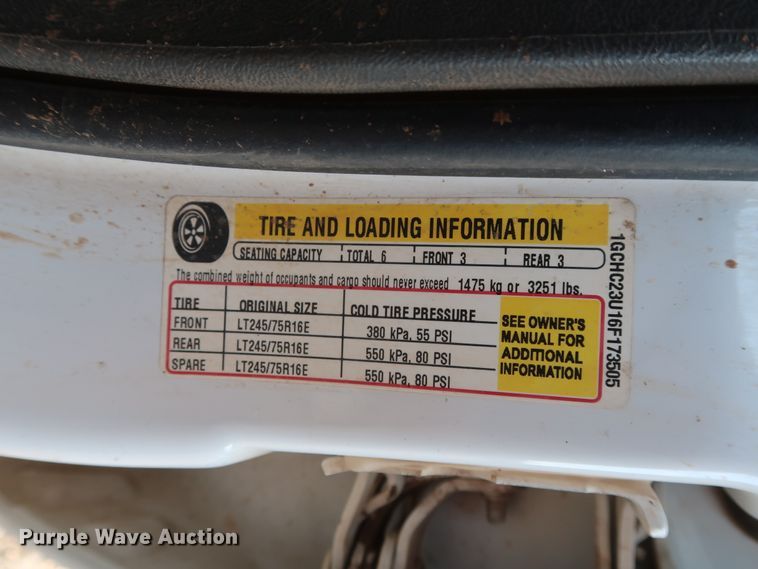 TIRE AND LOADING INFORMATION
SEATING CAPACITY TOTAL 6 FRONT 3 REAR 3
The combined weight of occupants and cargo should never exceed 1475 kg or 3251 lbs.
TIRE ORIGINAL SIZE COLD TIRE PRESSURE
FRONT LT245/75R16E 380 kPa, 55 PSI
REAR LT245/75R16E 550 kPa, 80 PSI
SPARE LT245/75R16E 550 kPa, 80 PSI
SEE OWNER'S
MANUAL FOR
ADDITIONAL
INFORMATION
1GCHC23U16F173505
Purple Wave Auction